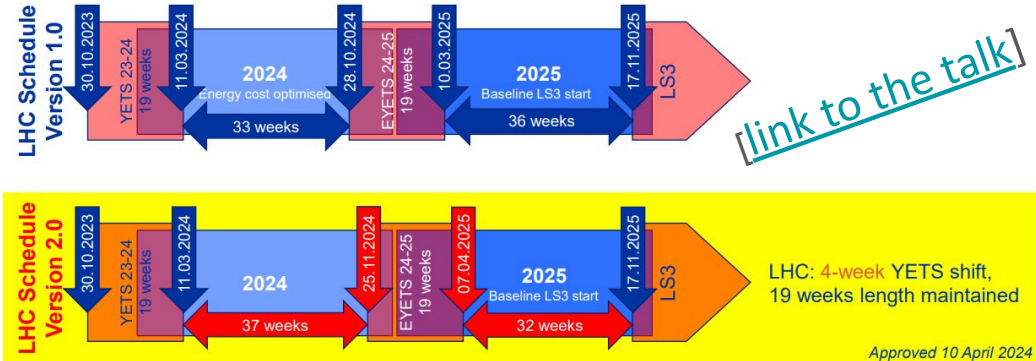 LHC Schedule
Version 1.0
30.10.2023
YETS 23-24
19 weeks
11.03.2024
2024
Energy cost optimised
33 weeks
28.10.2024
EYETS 24-25
19 weeks
10.03.2025
2025
Baseline LS3 start
36 weeks
17.11.2025
LS3
[link to the talk]
LHC Schedule
Version 2.0
30.10.2023
YETS 23-24
19 weeks
11.03.2024
2024
37 weeks
25.11.2024
EYETS 24-25
19 weeks
07.04.2025
2025
Baseline LS3 start
32 weeks
17.11.2025
LS3
LHC: 4-week YETS shift,
19 weeks length maintained
Approved 10 April 2024